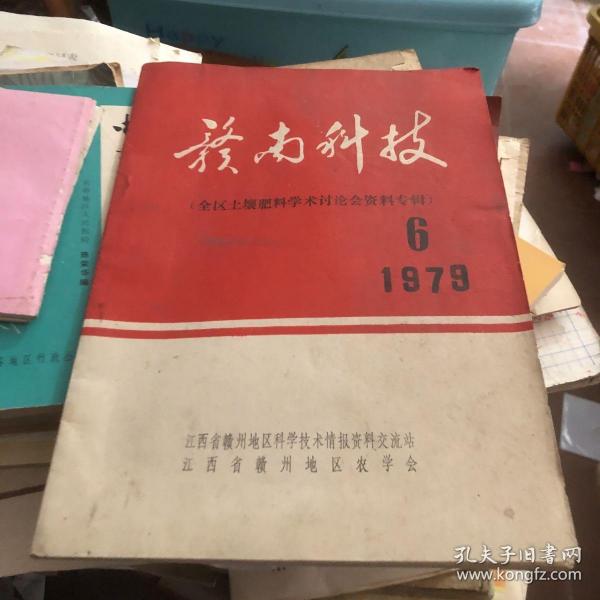 赣南科技
（全区土壤肥料学术讨论会资料专辑）
6
1979
江西省赣州地区科学技术情报资料交流站
江西省赣州地区农学会
孔夫子旧书网
www.kongfz.com